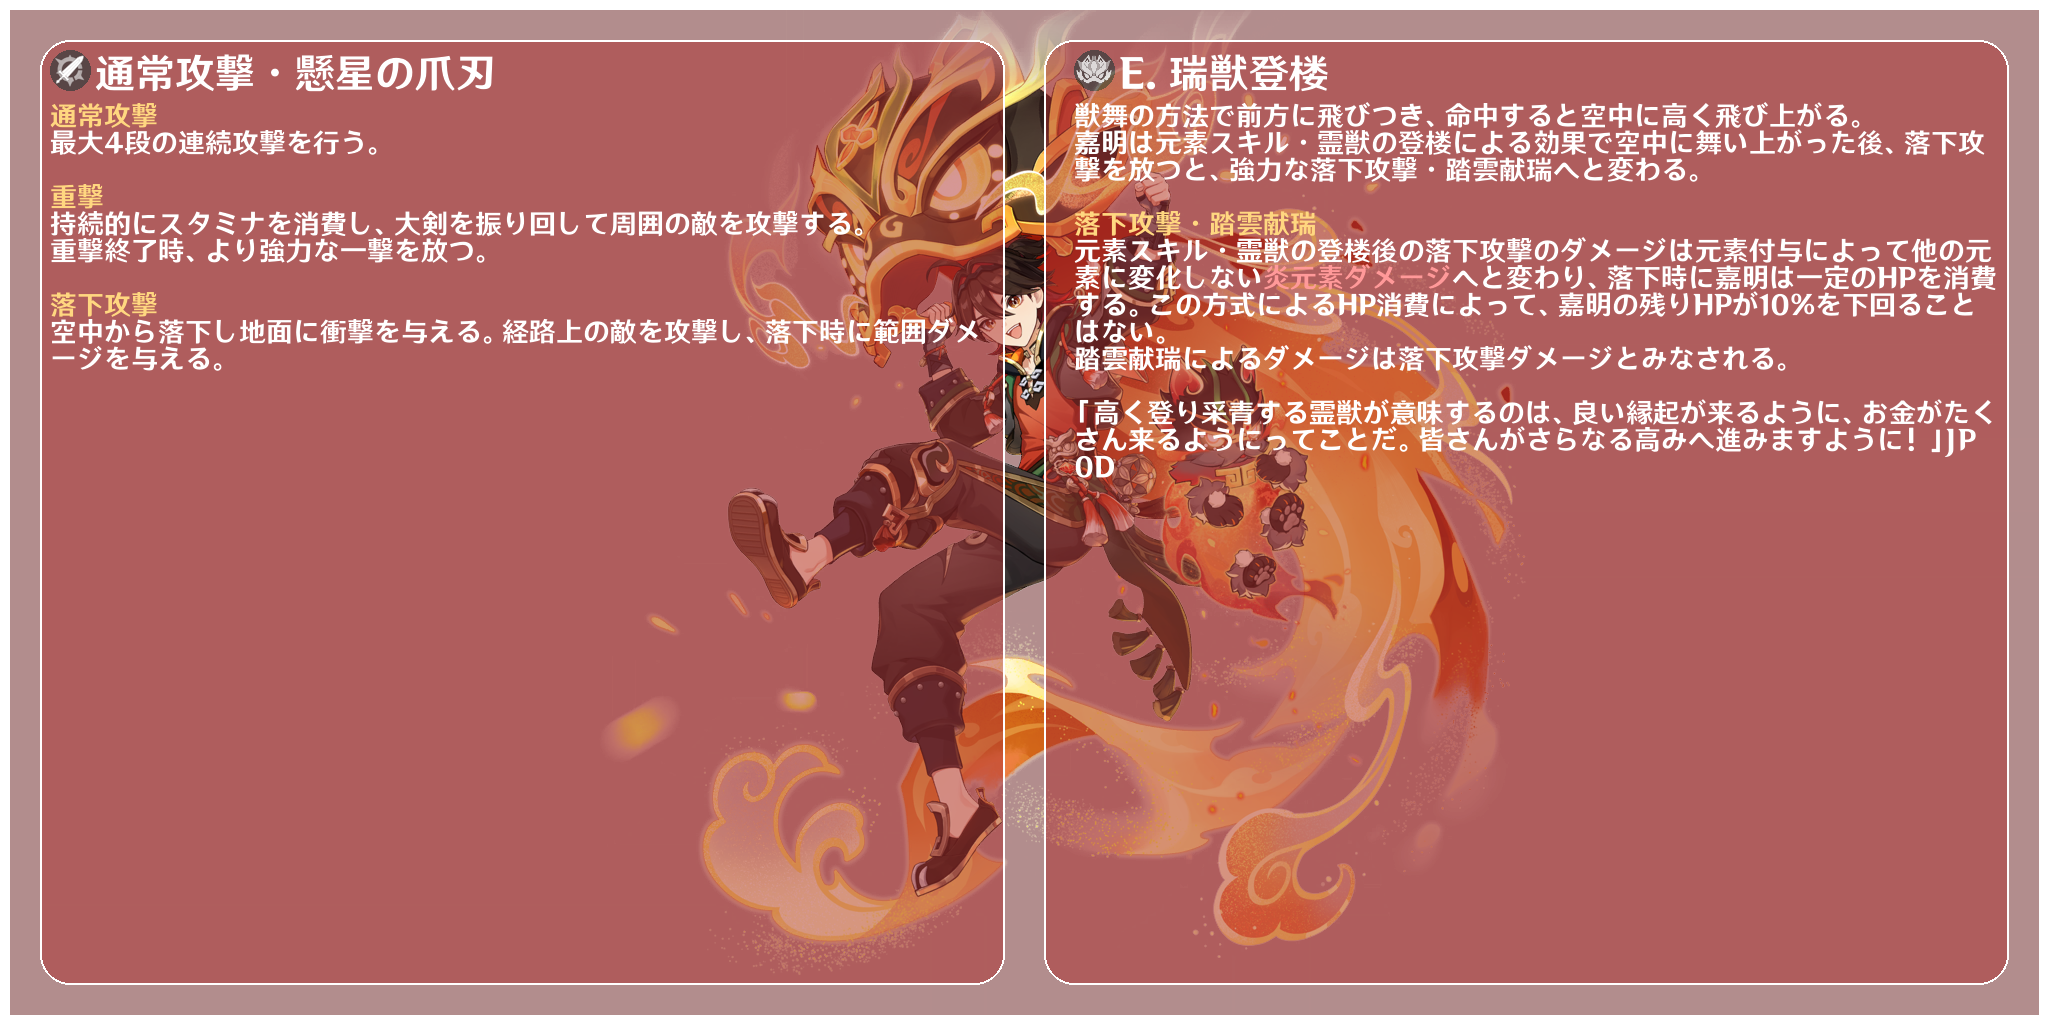 通常攻撃・懸星の爪刃
通常攻撃
最大4段の連続攻撃を行う。
重撃
持続的にスタミナを消費し、大剣を振り回して周囲の敵を攻撃する。
重撃終了時、より強力な一撃を放つ。
落下攻撃
空中から落下し地面に衝撃を与える。経路上の敵を攻撃し、落下時に範囲ダメ
ージを与える。
E. 瑞獣登楼
獣舞の方法で前方に飛びつき、命中すると空中に高く飛び上がる。
嘉明は元素スキル・霊獣の登楼による効果で空中に舞い上がった後、落下攻
撃を放つと、強力な落下攻撃・踏雲献瑞へと変わる。
落下攻撃・踏雲献瑞
元素スキル・霊獣の登楼後の落下攻撃のダメージは元素付与によって他の元
素に変化しない炎元素ダメージへと変わり、落下時に嘉明は一定のHPを消費
する。この方式によるHP消費によって、嘉明の残りHPが10%を下回ること
はない。
踏雲献瑞によるダメージは落下攻撃ダメージとみなされる。
「高く登り采青する霊獣が意味するのは、良い縁起が来るように、お金がたく
さん来るようにってことだ。皆さんがさらなる高みへ進みますように！」JP
0D